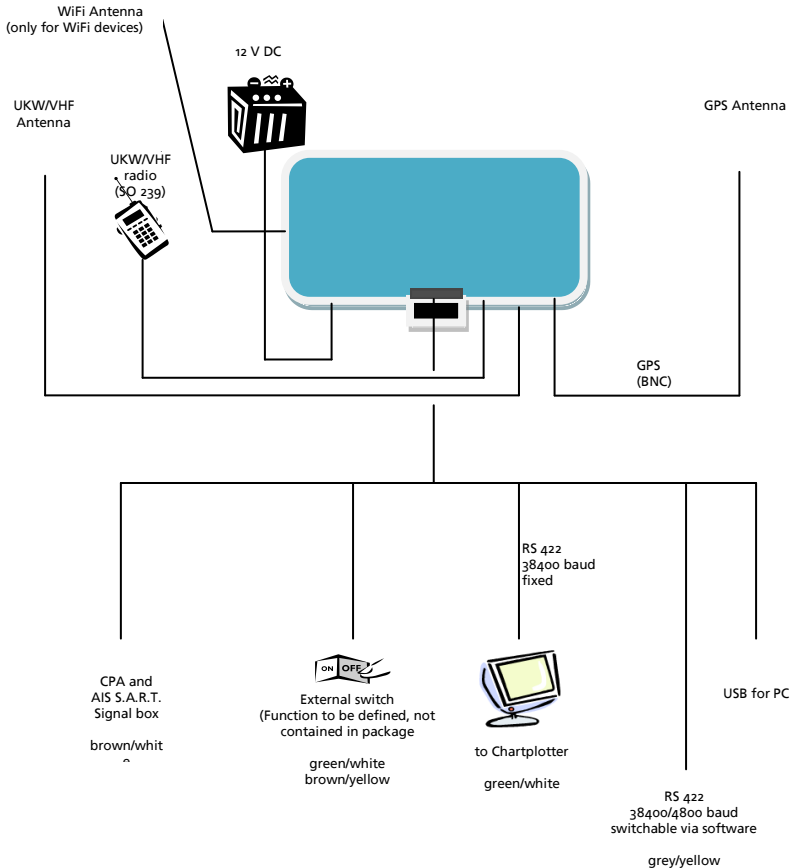 WiFi Antenna
(only for WiFi devices)
12 V DC
UKW/VHF
Antenna
GPS Antenna
UKW/VHF
radio
(SO 239)
GPS
(BNC)
RS 422
38400 baud
fixed
CPA and
AIS S.A.R.T.
Signal box
brown/whit
ON OFF
External switch
(Function to be defined, not
contained in package
green/white
brown/yellow
to Chartplotter
green/white
USB for PC
RS 422
38400/4800 baud
switchable via software
grey/yellow